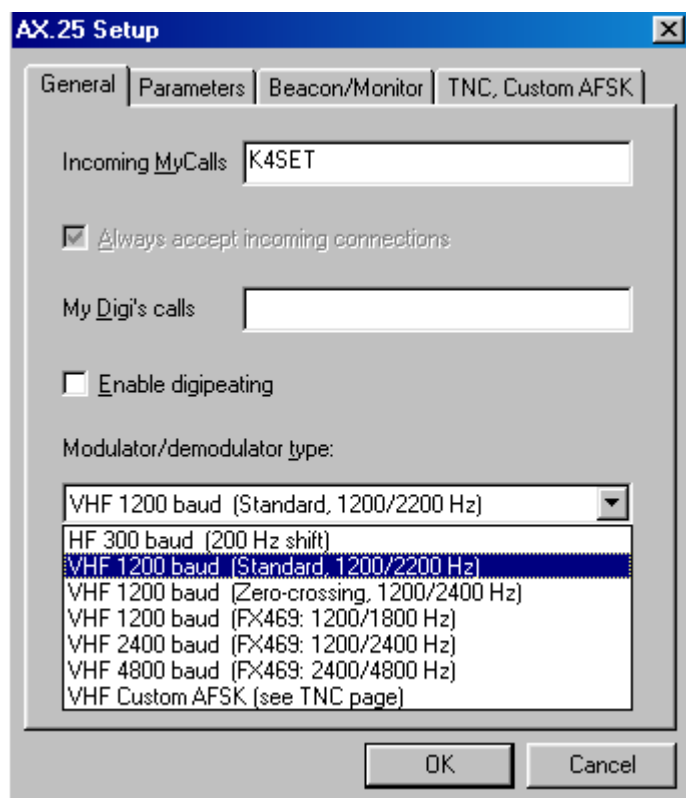 AX.25 Setup
General Parameters Beacon/Monitor TNC, Custom AFSK
Incoming MyCalls K4SET
Always accept incoming connections
My Digi's calls
Enable digipeating
Modulator/demodulator type:
VHF 1200 baud (Standard, 1200/2200 Hz)
HF 300 baud (200 Hz shift)
VHF 1200 baud (Standard, 1200/2200 Hz)
VHF 1200 baud (Zero-crossing, 1200/2400 Hz)
VHF 1200 baud (FX469: 1200/1800 Hz)
VHF 2400 baud (FX469: 1200/2400 Hz)
VHF 4800 baud (FX469: 2400/4800 Hz)
VHF Custom AFSK (see TNC page)
OK Cancel